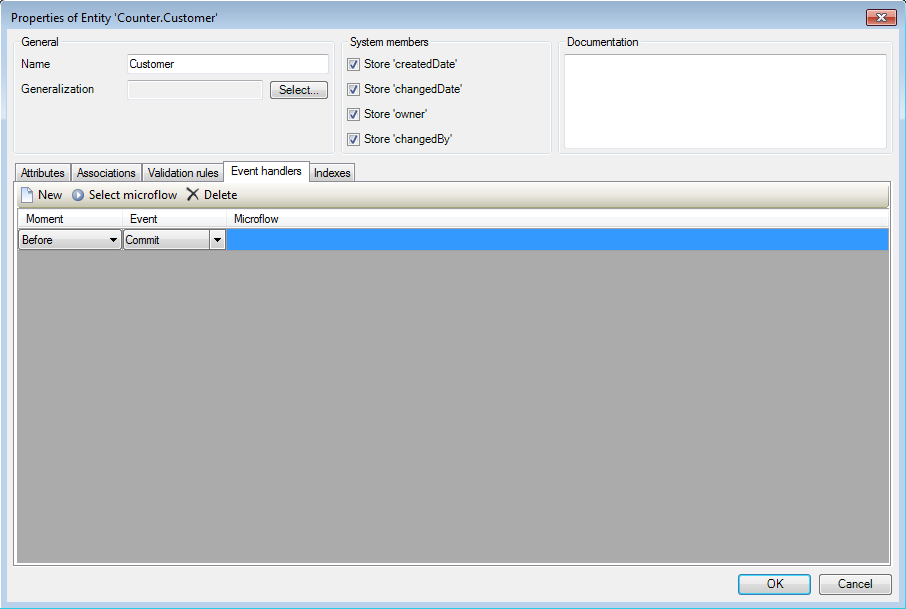 Properties of Entity 'Counter.Customer'
General
Name
Customer
Generalization
Select...
System members
Store 'createdDate'
Store 'changedDate'
Store 'owner'
Store 'changedBy'
Documentation
Attributes Associations Validation rules Event handlers Indexes
New Select microflow Delete
Moment Event Microflow
Before Commit
OK Cancel